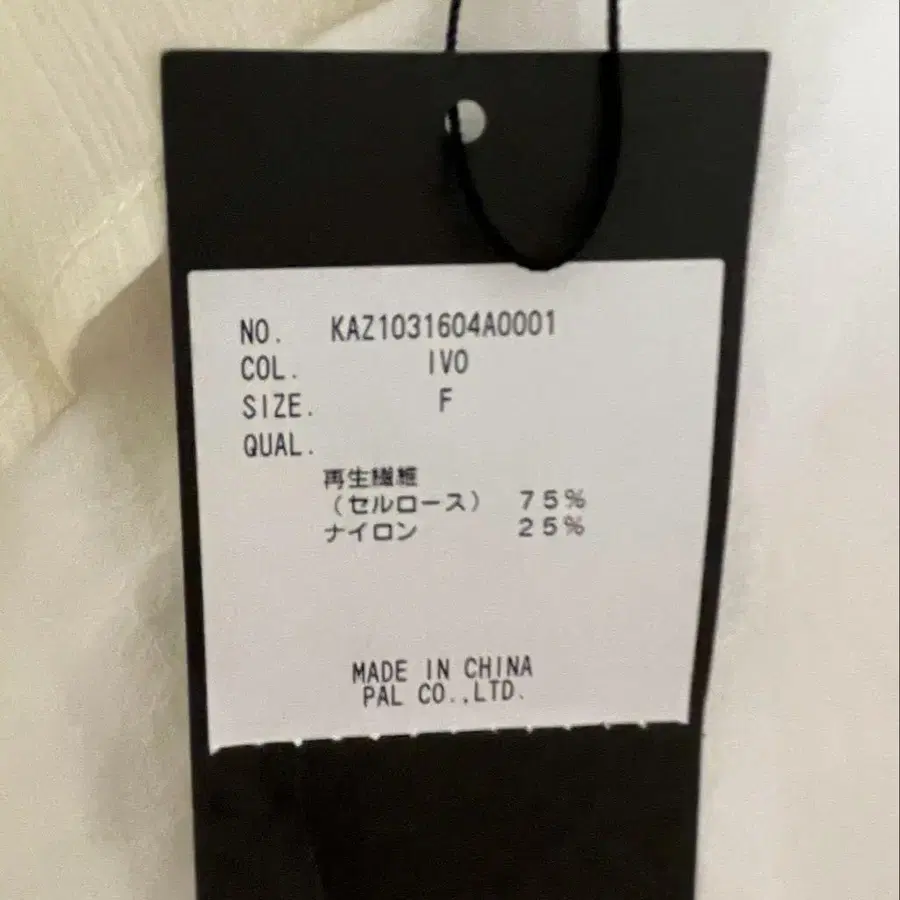 NO. KAZ1031604A0001
COL. IVO
SIZE. F
QUAL.
再生繊維
(セルロース) 75%
ナイロン 25%
MADE IN CHINA
PAL CO.,LTD.